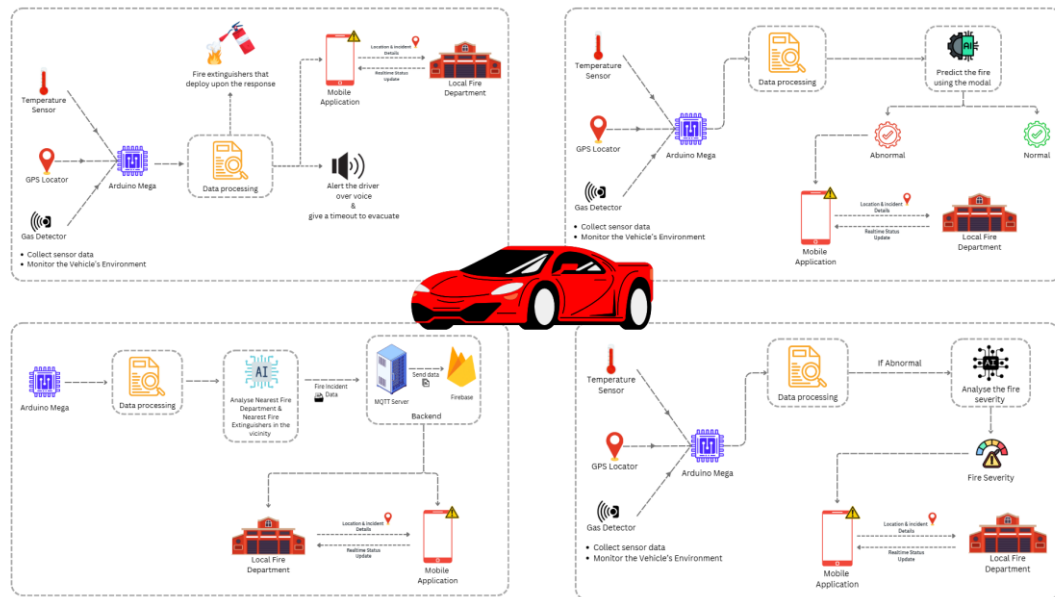 Fire extinguishers that
deploy upon the response
Temperature
Sensor
GPS Locator
Gas Detector
Arduino Mega
Data processing
Mobile
Application
Location & Incident
Details
Realtime Status
Update
Local Fire
Department
Alert the driver
over voice
&
give a timeout to evacuate
• Collect sensor data
• Monitor the Vehicle's Environment
Temperature
Sensor
GPS Locator
Gas Detector
Arduino Mega
Data processing
AI
Predict the fire
using the modal
Abnormal
Normal
Mobile
Application
Location & Incident
Details
Realtime Status
Update
Local Fire
Department
• Collect sensor data
• Monitor the Vehicle's Environment
Arduino Mega
Data processing
AI
Analyse Nearest Fire
Department &
Nearest Fire
Extinguishers in the
vicinity
Fire Incident
Data
MQTT Server
Send data
Firebase
Backend
Local Fire
Department
Location & Incident
Details
Realtime Status
Update
Mobile
Application
Temperature
Sensor
GPS Locator
Gas Detector
Arduino Mega
Data processing
If Abnormal
AI
Analyse the fire
severity
Fire Severity
Mobile
Application
Location & Incident
Details
Realtime Status
Update
Local Fire
Department
• Collect sensor data
• Monitor the Vehicle's Environment